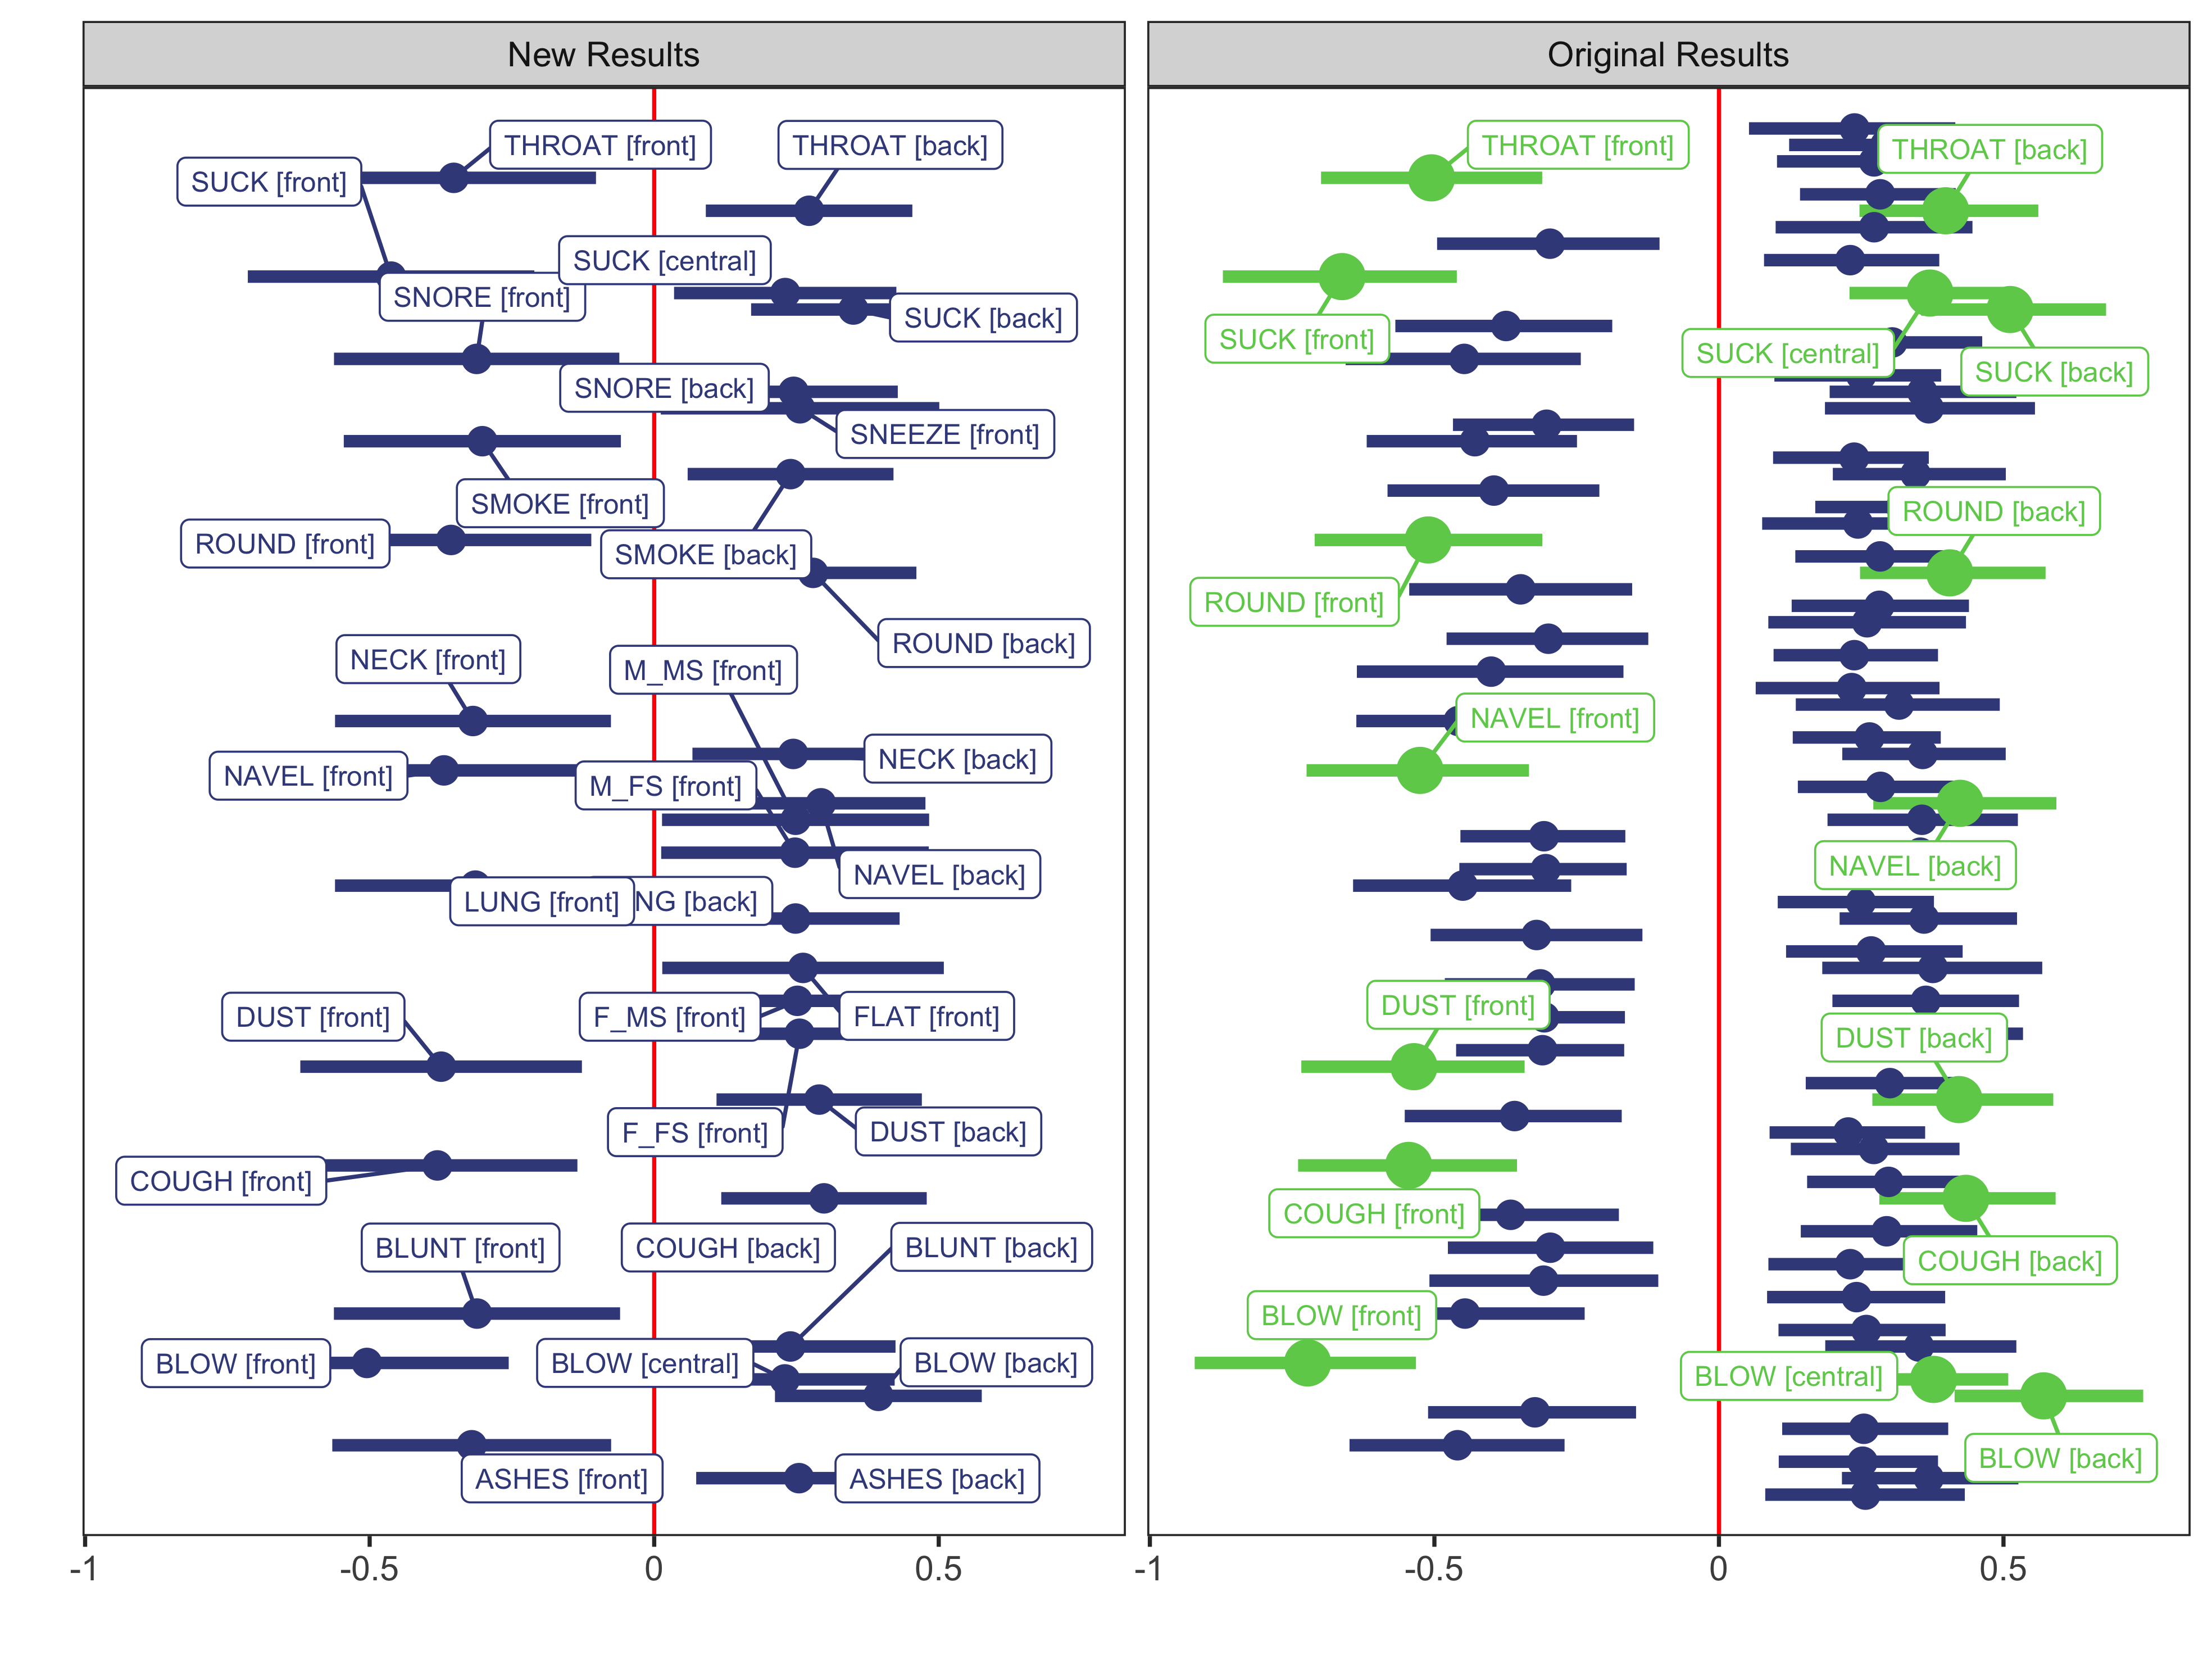 New Results
THROAT [front]
THROAT [back]
SUCK [front]
SUCK [central]
SNORE [front]
SUCK [back]
SNORE [back]
SNEEZE [front]
SMOKE [front]
ROUND [front]
SMOKE [back]
ROUND [back]
NECK [front]
M_MS [front]
NECK [back]
NAVEL [front]
M_FS [front]
NAVEL [back]
LUNG [front]
NG [back]
DUST [front]
F_MS [front]
FLAT [front]
F_FS [front]
DUST [back]
COUGH [front]
BLUNT [front]
COUGH [back]
BLUNT [back]
BLOW [front]
BLOW [central]
BLOW [back]
ASHES [front]
ASHES [back]
-1
-0.5
0
0.5
Original Results
THROAT [front]
THROAT [back]
SUCK [front]
SUCK [central]
SUCK [back]
ROUND [back]
ROUND [front]
NAVEL [front]
NAVEL [back]
DUST [front]
DUST [back]
COUGH [front]
COUGH [back]
BLOW [front]
BLOW [central]
BLOW [back]
-1
-0.5
0
0.5